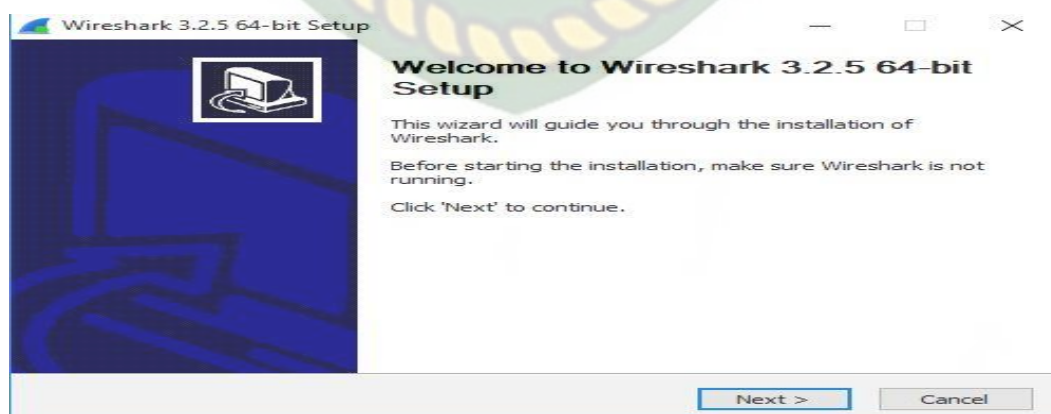 Wireshark 3.2.5 64-bit Setup
Welcome to Wireshark 3.2.5 64-bit
Setup
This wizard will guide you through the installation of
Wireshark.
Before starting the installation, make sure Wireshark is not
running.
Click 'Next' to continue.
Next >
Cancel